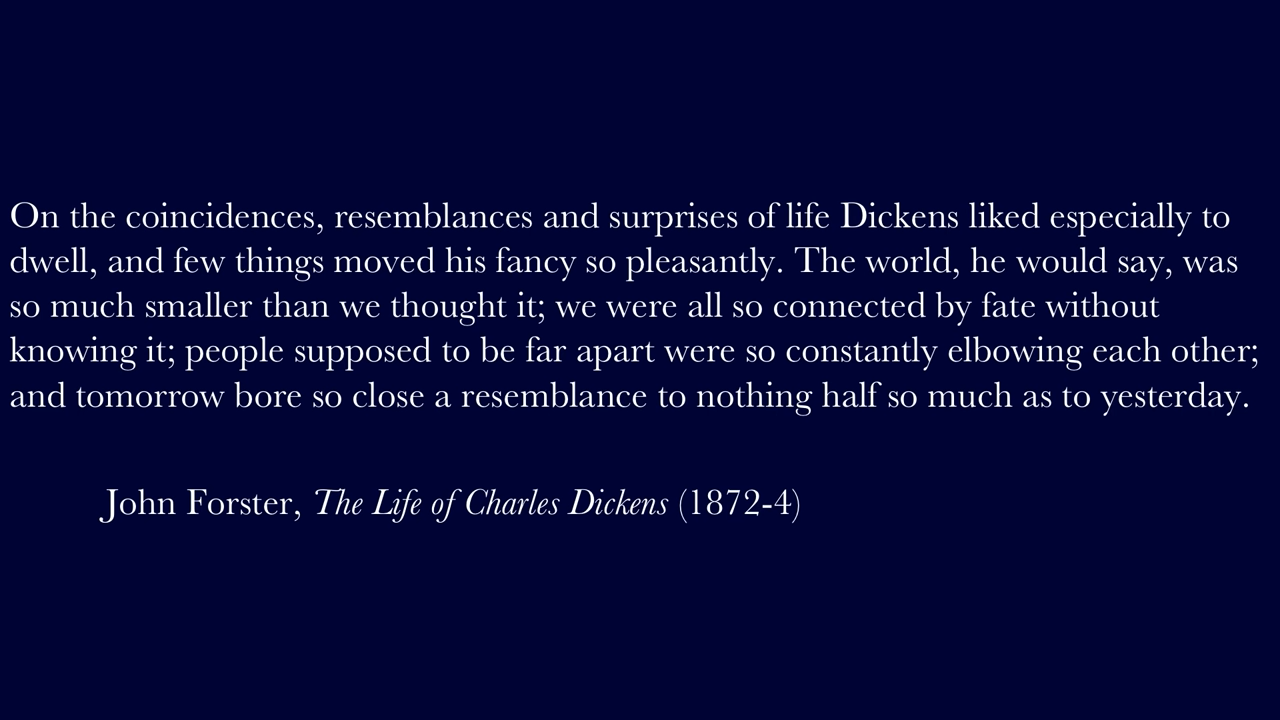 On the coincidences, resemblances and surprises of life Dickens liked especially to
dwell, and few things moved his fancy so pleasantly. The world, he would say, was
so much smaller than we thought it; we were all so connected by fate without
knowing it; people supposed to be far apart were so constantly elbowing each other;
and tomorrow bore so close a resemblance to nothing half so much as to yesterday.
John Forster, The Life of Charles Dickens (1872-4)